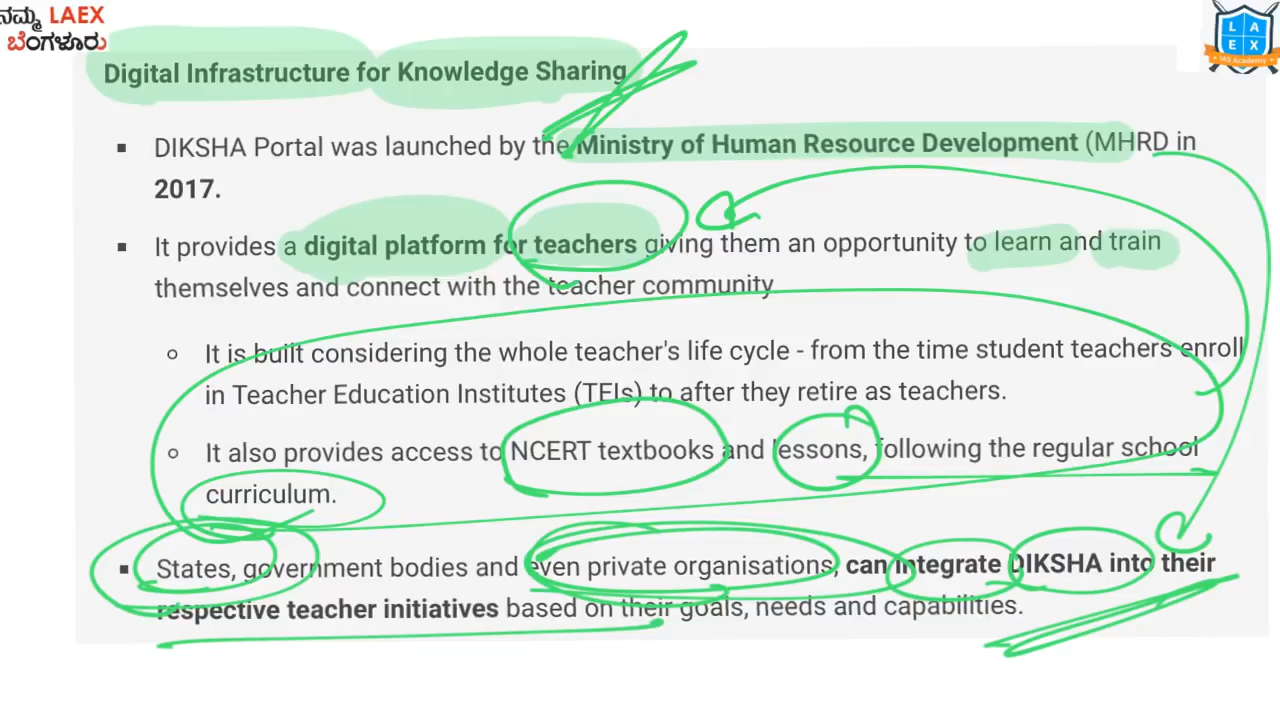 ನಮ್ಮ LAEX
ಬೆಂಗಳೂರು
L A
E X
IAS Academy
Digital Infrastructure for Knowledge Sharing
▪ DIKSHA Portal was launched by the Ministry of Human Resource Development (MHRD in
2017.
▪ It provides a digital platform for teachers giving them an opportunity to learn and train
themselves and connect with the teacher community
○ It is built considering the whole teacher's life cycle - from the time student teachers enroll
in Teacher Education Institutes (TEIs) to after they retire as teachers.
○ It also provides access to NCERT textbooks and lessons, following the regular school
curriculum.
▪ States, government bodies and even private organisations, can integrate DIKSHA into their
respective teacher initiatives based on their goals, needs and capabilities.